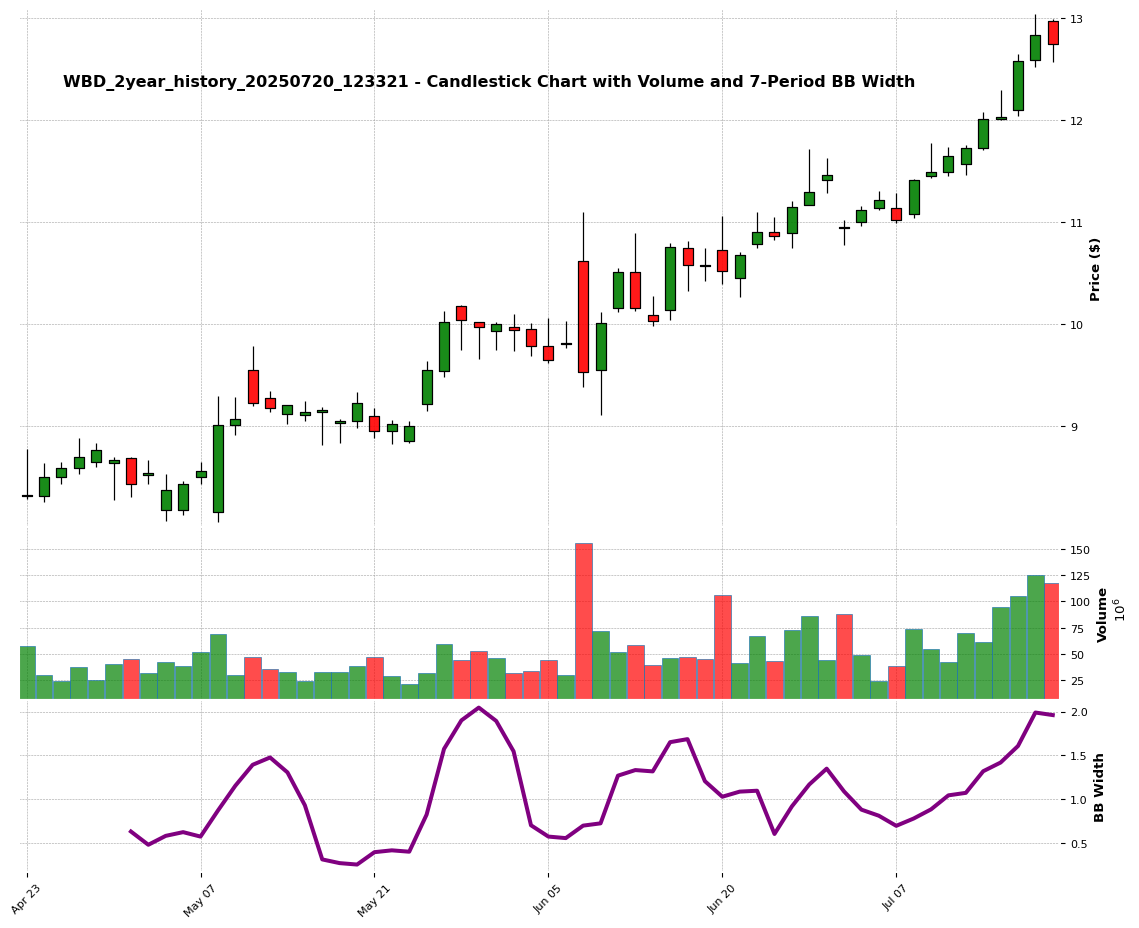 WBD_2year_history_20250720_123321 - Candlestick Chart with Volume and 7-Period BB Width
13
12
11
10
9
Price ($)
150
125
100
75
50
25
Volume
10^6
2.0
1.5
1.0
0.5
BB Width
Apr 23
May 07
May 21
Jun 05
Jun 20
Jul 07